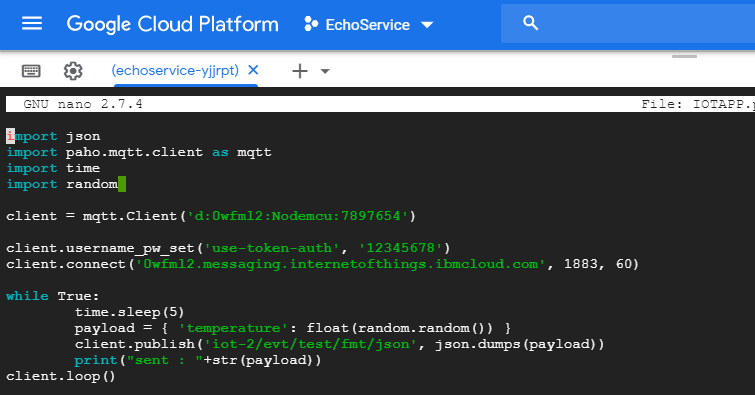 Google Cloud Platform EchoService
(echoservice-yjjrpt) ✕ +
GNU nano 2.7.4 File: IOTAPP.p
import json
import paho.mqtt.client as mqtt
import time
import random
client = mqtt.Client('d:0wfml2:Nodemcu:7897654')
client.username_pw_set('use-token-auth', '12345678')
client.connect('0wfml2.messaging.internetofthings.ibmcloud.com', 1883, 60)
while True:
        time.sleep(5)
        payload = { 'temperature': float(random.random()) }
        client.publish('iot-2/evt/test/fmt/json', json.dumps(payload))
        print("sent : "+str(payload))
client.loop()